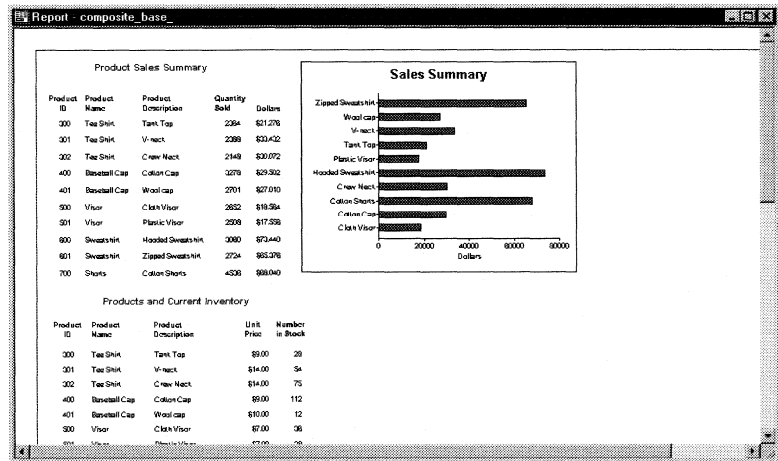 Report - composite_base_
Product Sales Summary
Product ID Product Name Product Description Quantity Sold Dollars
300 Tee Shirt Tank Top 2364 $21,276
301 Tee Shirt V-neck 2388 $33,432
302 Tee Shirt Crew Neck 2148 $30,072
400 Baseball Cap Cotton Cap 3278 $29,502
401 Baseball Cap Wool cap 2701 $27,010
500 Visor Cloth Visor 2652 $18,564
501 Visor Plastic Visor 2508 $17,556
600 Sweatshirt Hooded Sweatshirt 3060 $73,440
601 Sweatshirt Zipped Sweatshirt 2724 $65,376
700 Shorts Cotton Shorts 4536 $68,040
Sales Summary
Zipped Sweatshirt
Wool cap
V-neck
Tank Top
Plastic Visor
Hooded Sweatshirt
Crew Neck
Cotton Shorts
Cotton Cap
Cloth Visor
0 20000 40000 60000 80000
Dollars
Products and Current Inventory
Product ID Product Name Product Description Unit Price Number in Stock
300 Tee Shirt Tank Top $9.00 28
301 Tee Shirt V-neck $14.00 54
302 Tee Shirt Crew Neck $14.00 75
400 Baseball Cap Cotton Cap $9.00 112
401 Baseball Cap Wool cap $10.00 12
500 Visor Cloth Visor $7.00 36
501 Visor Plastic Visor $7.00 28